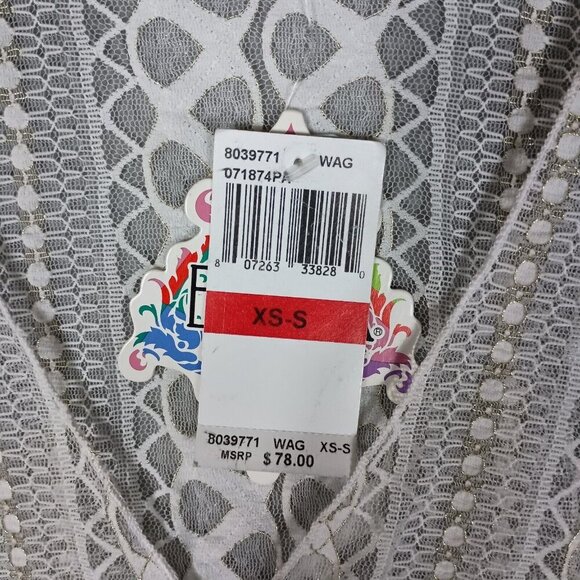 8039771 WAG
071874PA
8 07263 33828 0
XS-S
®
8039771 WAG XS-S
MSRP $78.00